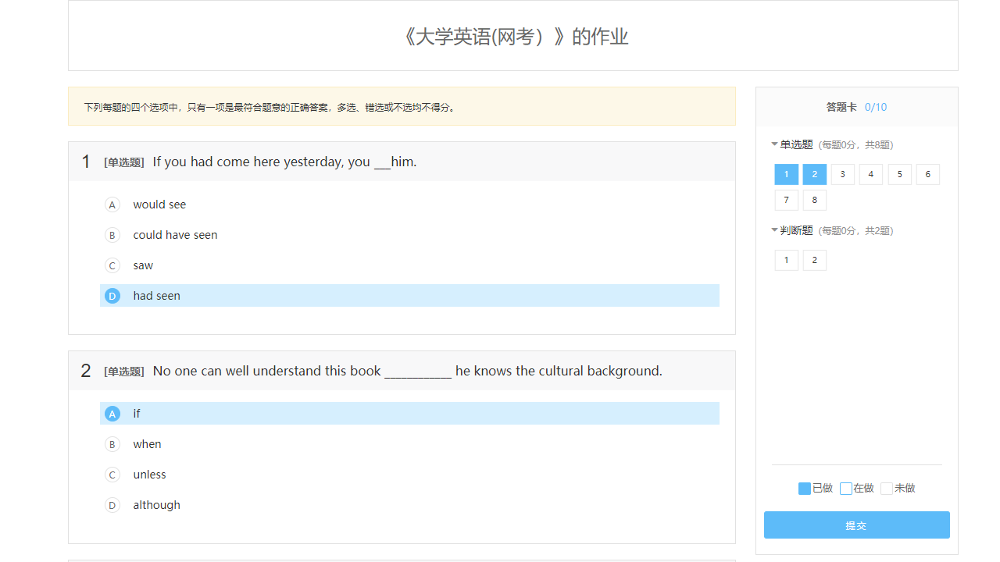 《大学英语(网考）》的作业
下列每题的四个选项中，只有一项是最符合题意的正确答案，多选、错选或不选均不得分。
1 [单选题] If you had come here yesterday, you ___him.
A would see
B could have seen
C saw
D had seen
2 [单选题] No one can well understand this book ____________ he knows the cultural background.
A if
B when
C unless
D although
答题卡 0/10
单选题 (每题0分，共8题)
1 2 3 4 5 6
7 8
判断题 (每题0分，共2题)
1 2
已做 在做 未做
提交